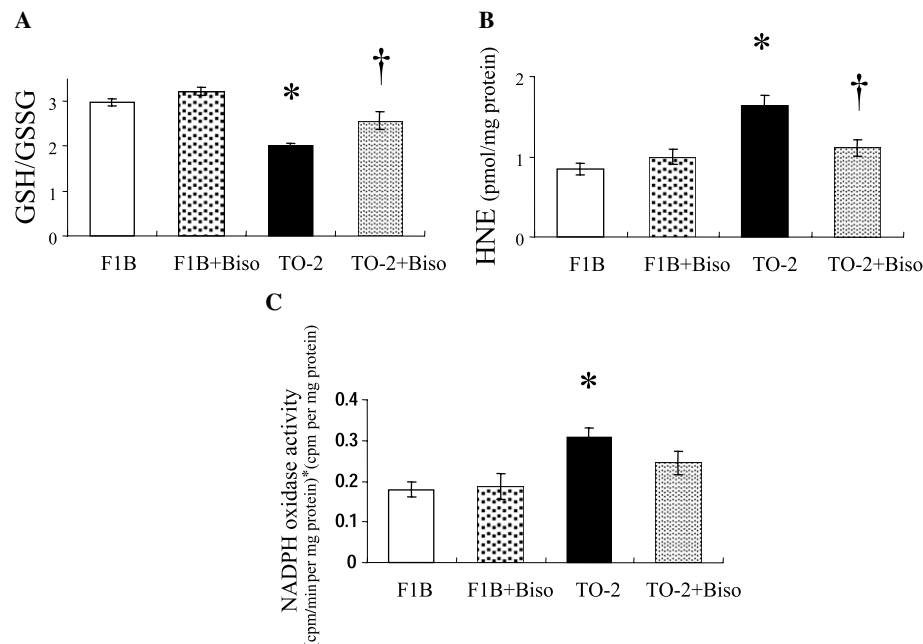 A
GSH/GSSG
3
2
1
0
*
†
F1B F1B+Biso TO-2 TO-2+Biso
B
HNE (pmol/mg protein)
2
1
0
*
†
F1B F1B+Biso TO-2 TO-2+Biso
C
NADPH oxidase activity
(cpm/min per mg protein)*(cpm per mg protein)
0.4
0.3
0.2
0.1
0
*
F1B F1B+Biso TO-2 TO-2+Biso